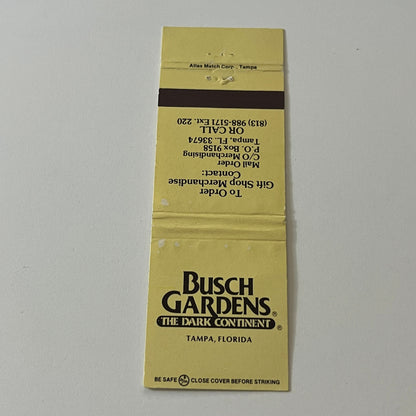 Atlas Match Corp., Tampa
To Order
Gift Shop Merchandise
Contact:
Mail Order
C/O Merchandising
P.O. Box 9158
Tampa, FL. 33674
OR CALL
(813) 988-5171 Ext. 220
BUSCH
GARDENS®
THE DARK CONTINENT®
TAMPA, FLORIDA
BE SAFE CLOSE COVER BEFORE STRIKING